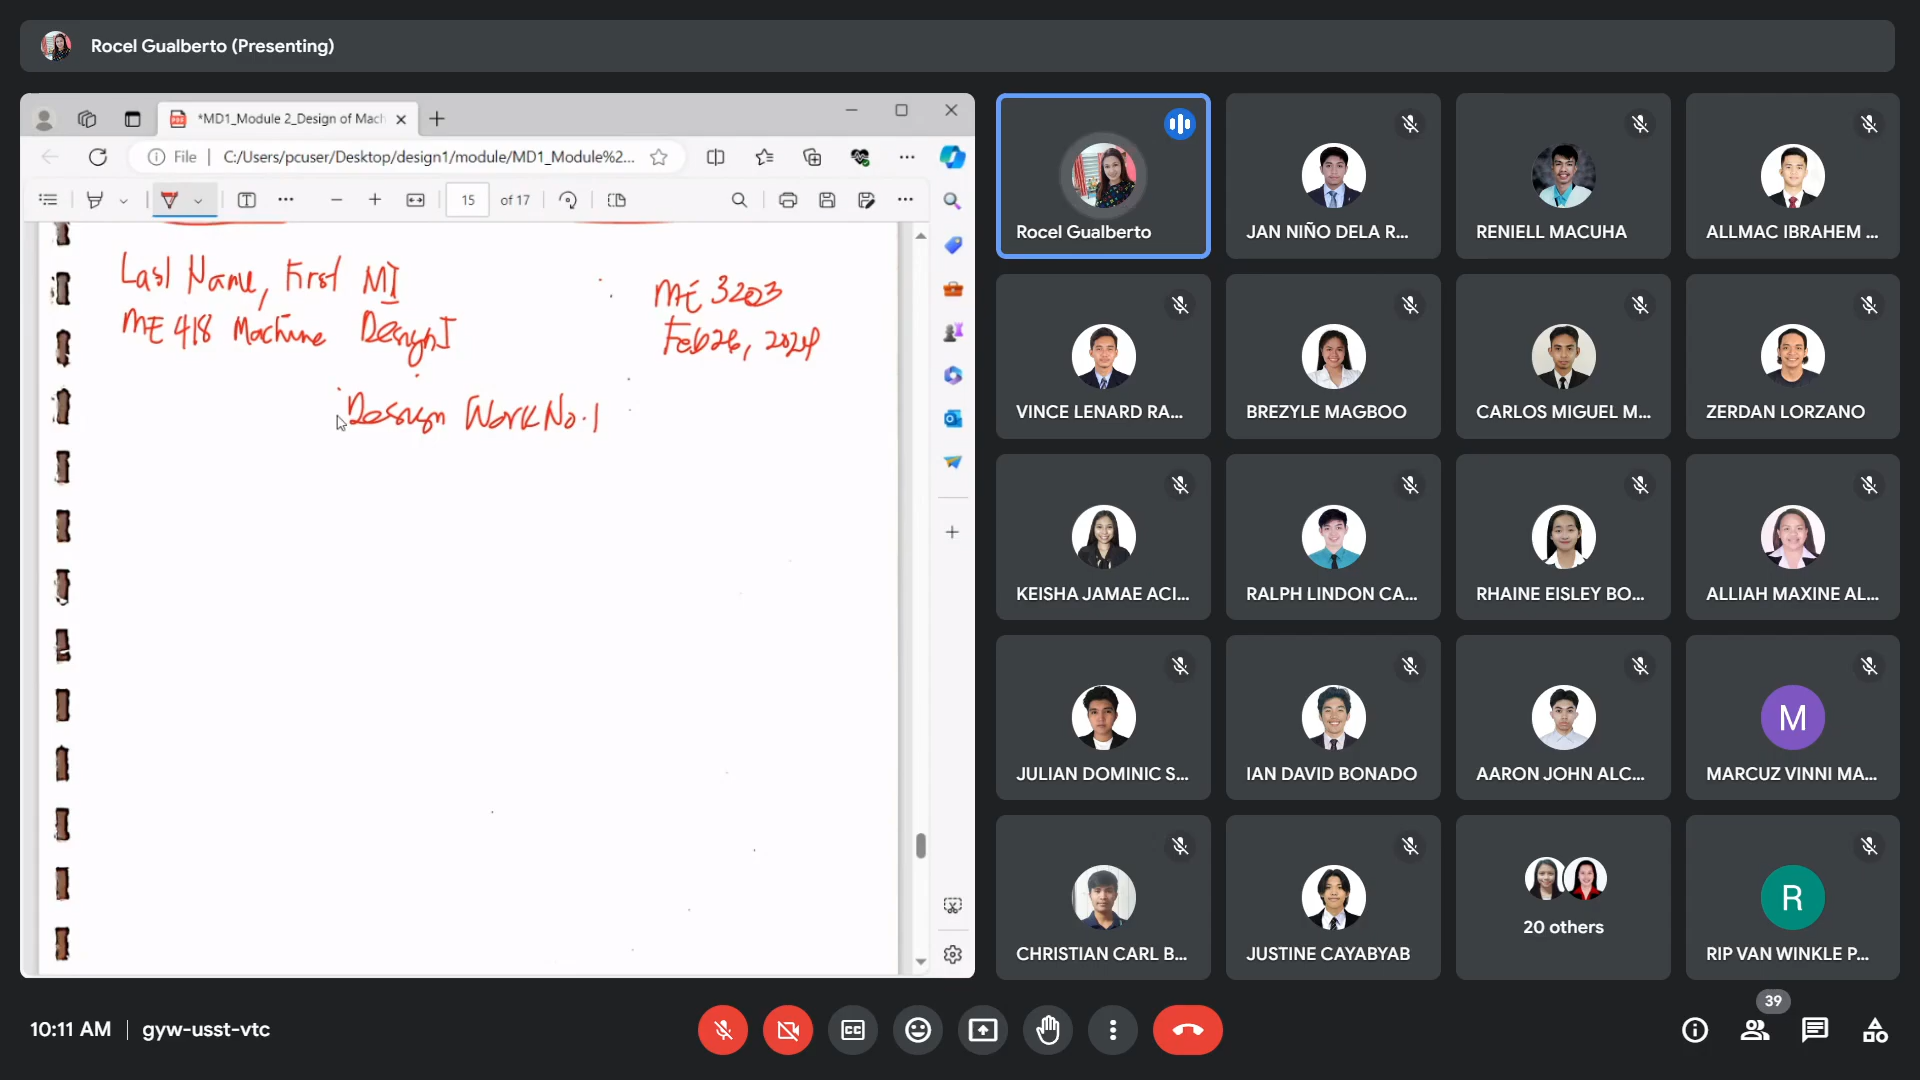 Rocel Gualberto (Presenting)
*MD1_Module 2_Design of Mach
File
C:/Users/pcuser/Desktop/design1/module/MD1_Module%2...
15 of 17
Last Name, First MI
ME 3203
ME 418 Machine Design I
Feb 26, 2024
Design Work No. 1
Rocel Gualberto
JAN NIÑO DELA R...
RENIELL MACUHA
ALLMAC IBRAHEM ...
VINCE LENARD RA...
BREZYLE MAGBOO
CARLOS MIGUEL M...
ZERDAN LORZANO
KEISHA JAMAE ACI...
RALPH LINDON CA...
RHAINE EISLEY BO...
ALLIAH MAXINE AL...
JULIAN DOMINIC S...
IAN DAVID BONADO
AARON JOHN ALC...
M
MARCUZ VINNI MA...
CHRISTIAN CARL B...
JUSTINE CAYABYAB
20 others
R
RIP VAN WINKLE P...
10:11 AM
gyw-usst-vtc
39